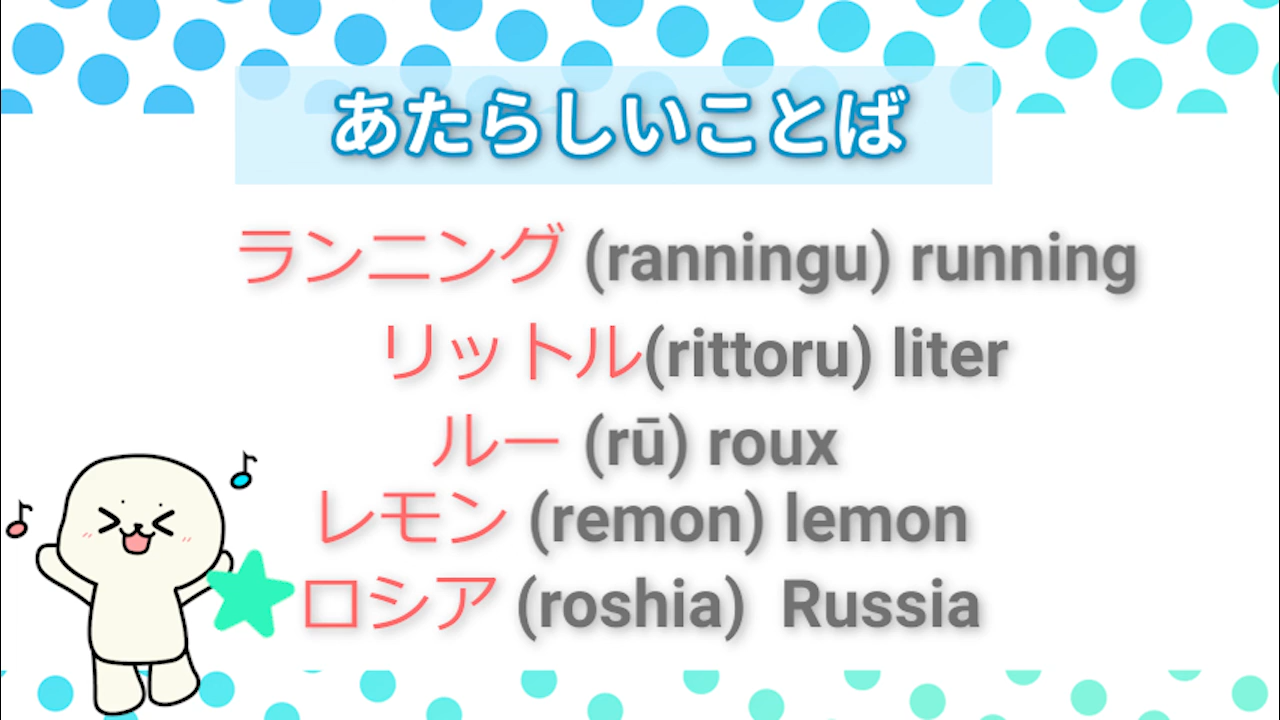 あたらしいことば
ランニング (ranningu) running
リットル(rittoru) liter
ルー (rū) roux
レモン (remon) lemon
ロシア (roshia) Russia